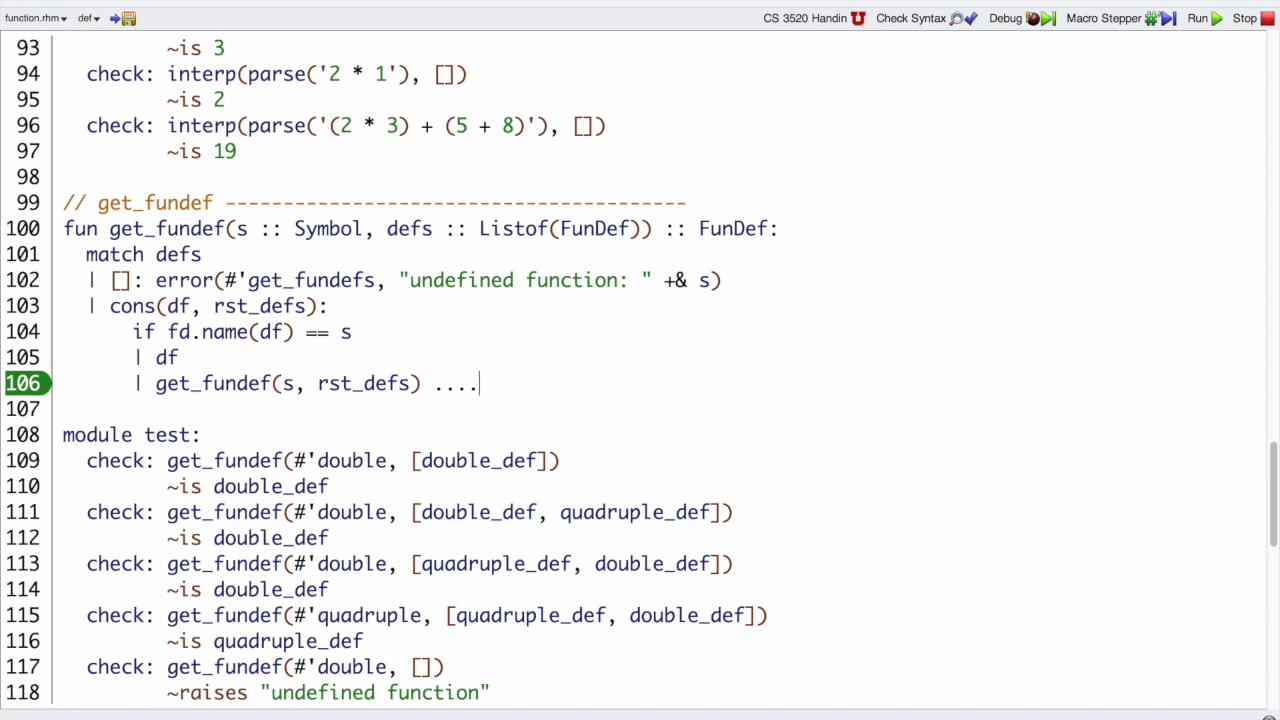 function.rhm def CS 3520 Handin Check Syntax Debug Macro Stepper Run Stop
93 ~is 3
94 check: interp(parse('2 * 1'), [])
95 ~is 2
96 check: interp(parse('(2 * 3) + (5 + 8)'), [])
97 ~is 19
98
99 // get_fundef ----------------------------------------
100 fun get_fundef(s :: Symbol, defs :: Listof(FunDef)) :: FunDef:
101 match defs
102 | []: error(#'get_fundefs, "undefined function: " +& s)
103 | cons(df, rst_defs):
104 if fd.name(df) == s
105 | df
106 | get_fundef(s, rst_defs) ....
107
108 module test:
109 check: get_fundef(#'double, [double_def])
110 ~is double_def
111 check: get_fundef(#'double, [double_def, quadruple_def])
112 ~is double_def
113 check: get_fundef(#'double, [quadruple_def, double_def])
114 ~is double_def
115 check: get_fundef(#'quadruple, [quadruple_def, double_def])
116 ~is quadruple_def
117 check: get_fundef(#'double, [])
118 ~raises "undefined function"